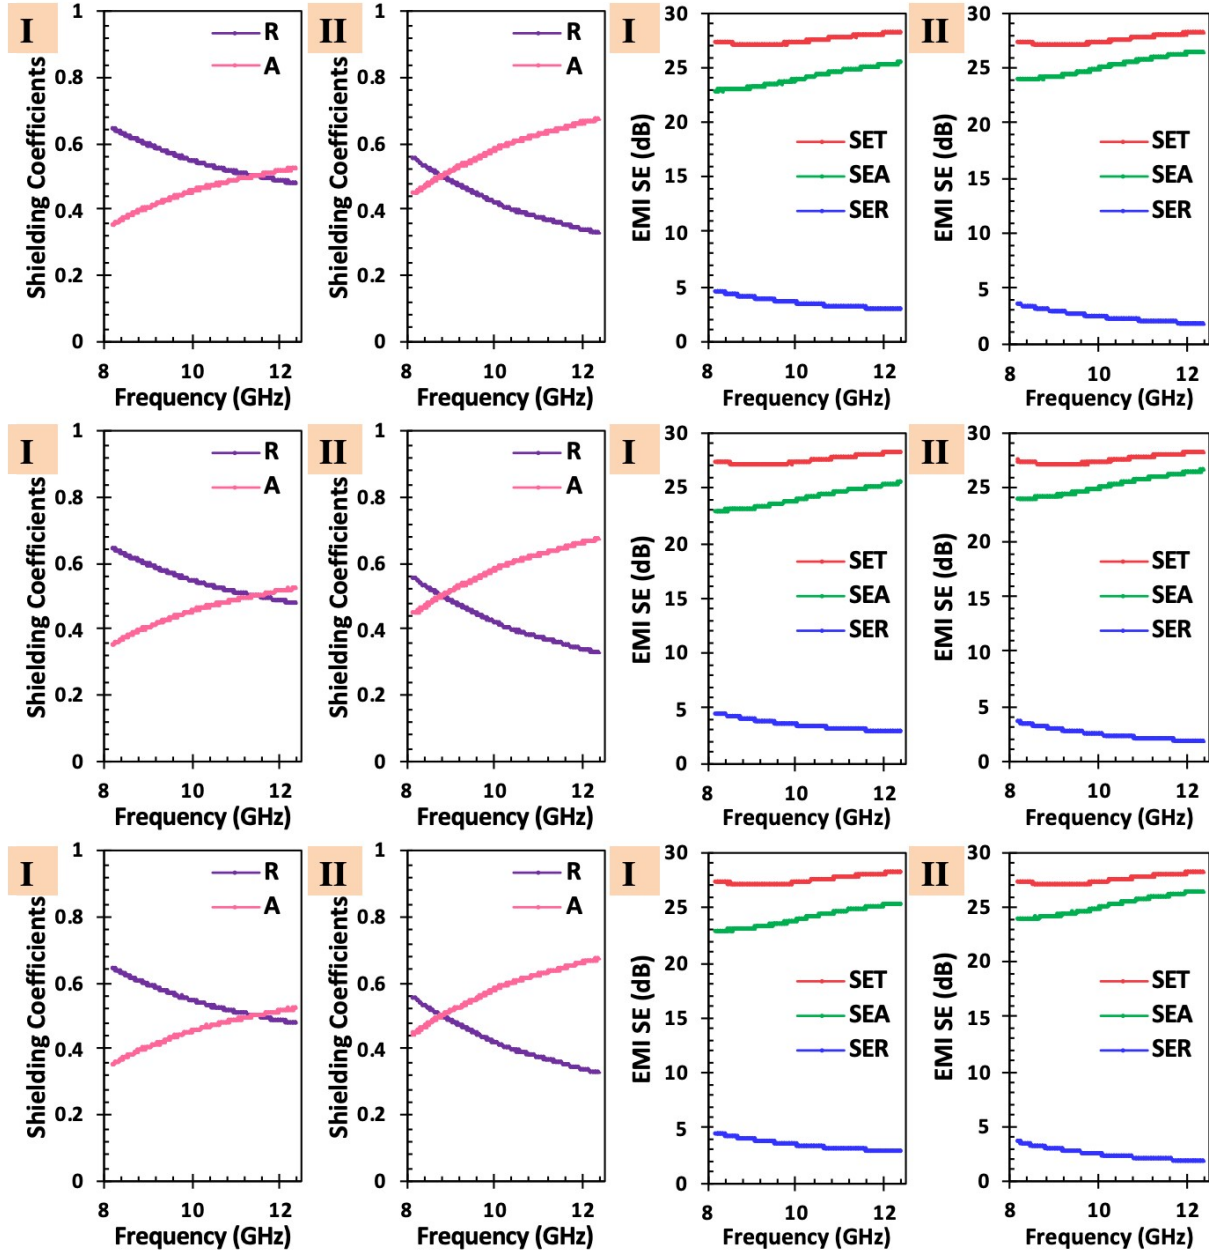 I
Shielding Coefficients
1
0.8
0.6
0.4
0.2
0
R
A
8
10
12
Frequency (GHz)
II
Shielding Coefficients
1
0.8
0.6
0.4
0.2
0
R
A
8
10
12
Frequency (GHz)
I
EMI SE (dB)
30
25
20
15
10
5
0
SET
SEA
SER
8
10
12
Frequency (GHz)
II
EMI SE (dB)
30
25
20
15
10
5
0
SET
SEA
SER
8
10
12
Frequency (GHz)
I
Shielding Coefficients
1
0.8
0.6
0.4
0.2
0
R
A
8
10
12
Frequency (GHz)
II
Shielding Coefficients
1
0.8
0.6
0.4
0.2
0
R
A
8
10
12
Frequency (GHz)
I
EMI SE (dB)
30
25
20
15
10
5
0
SET
SEA
SER
8
10
12
Frequency (GHz)
II
EMI SE (dB)
30
25
20
15
10
5
0
SET
SEA
SER
8
10
12
Frequency (GHz)
I
Shielding Coefficients
1
0.8
0.6
0.4
0.2
0
R
A
8
10
12
Frequency (GHz)
II
Shielding Coefficients
1
0.8
0.6
0.4
0.2
0
R
A
8
10
12
Frequency (GHz)
I
EMI SE (dB)
30
25
20
15
10
5
0
SET
SEA
SER
8
10
12
Frequency (GHz)
II
EMI SE (dB)
30
25
20
15
10
5
0
SET
SEA
SER
8
10
12
Frequency (GHz)